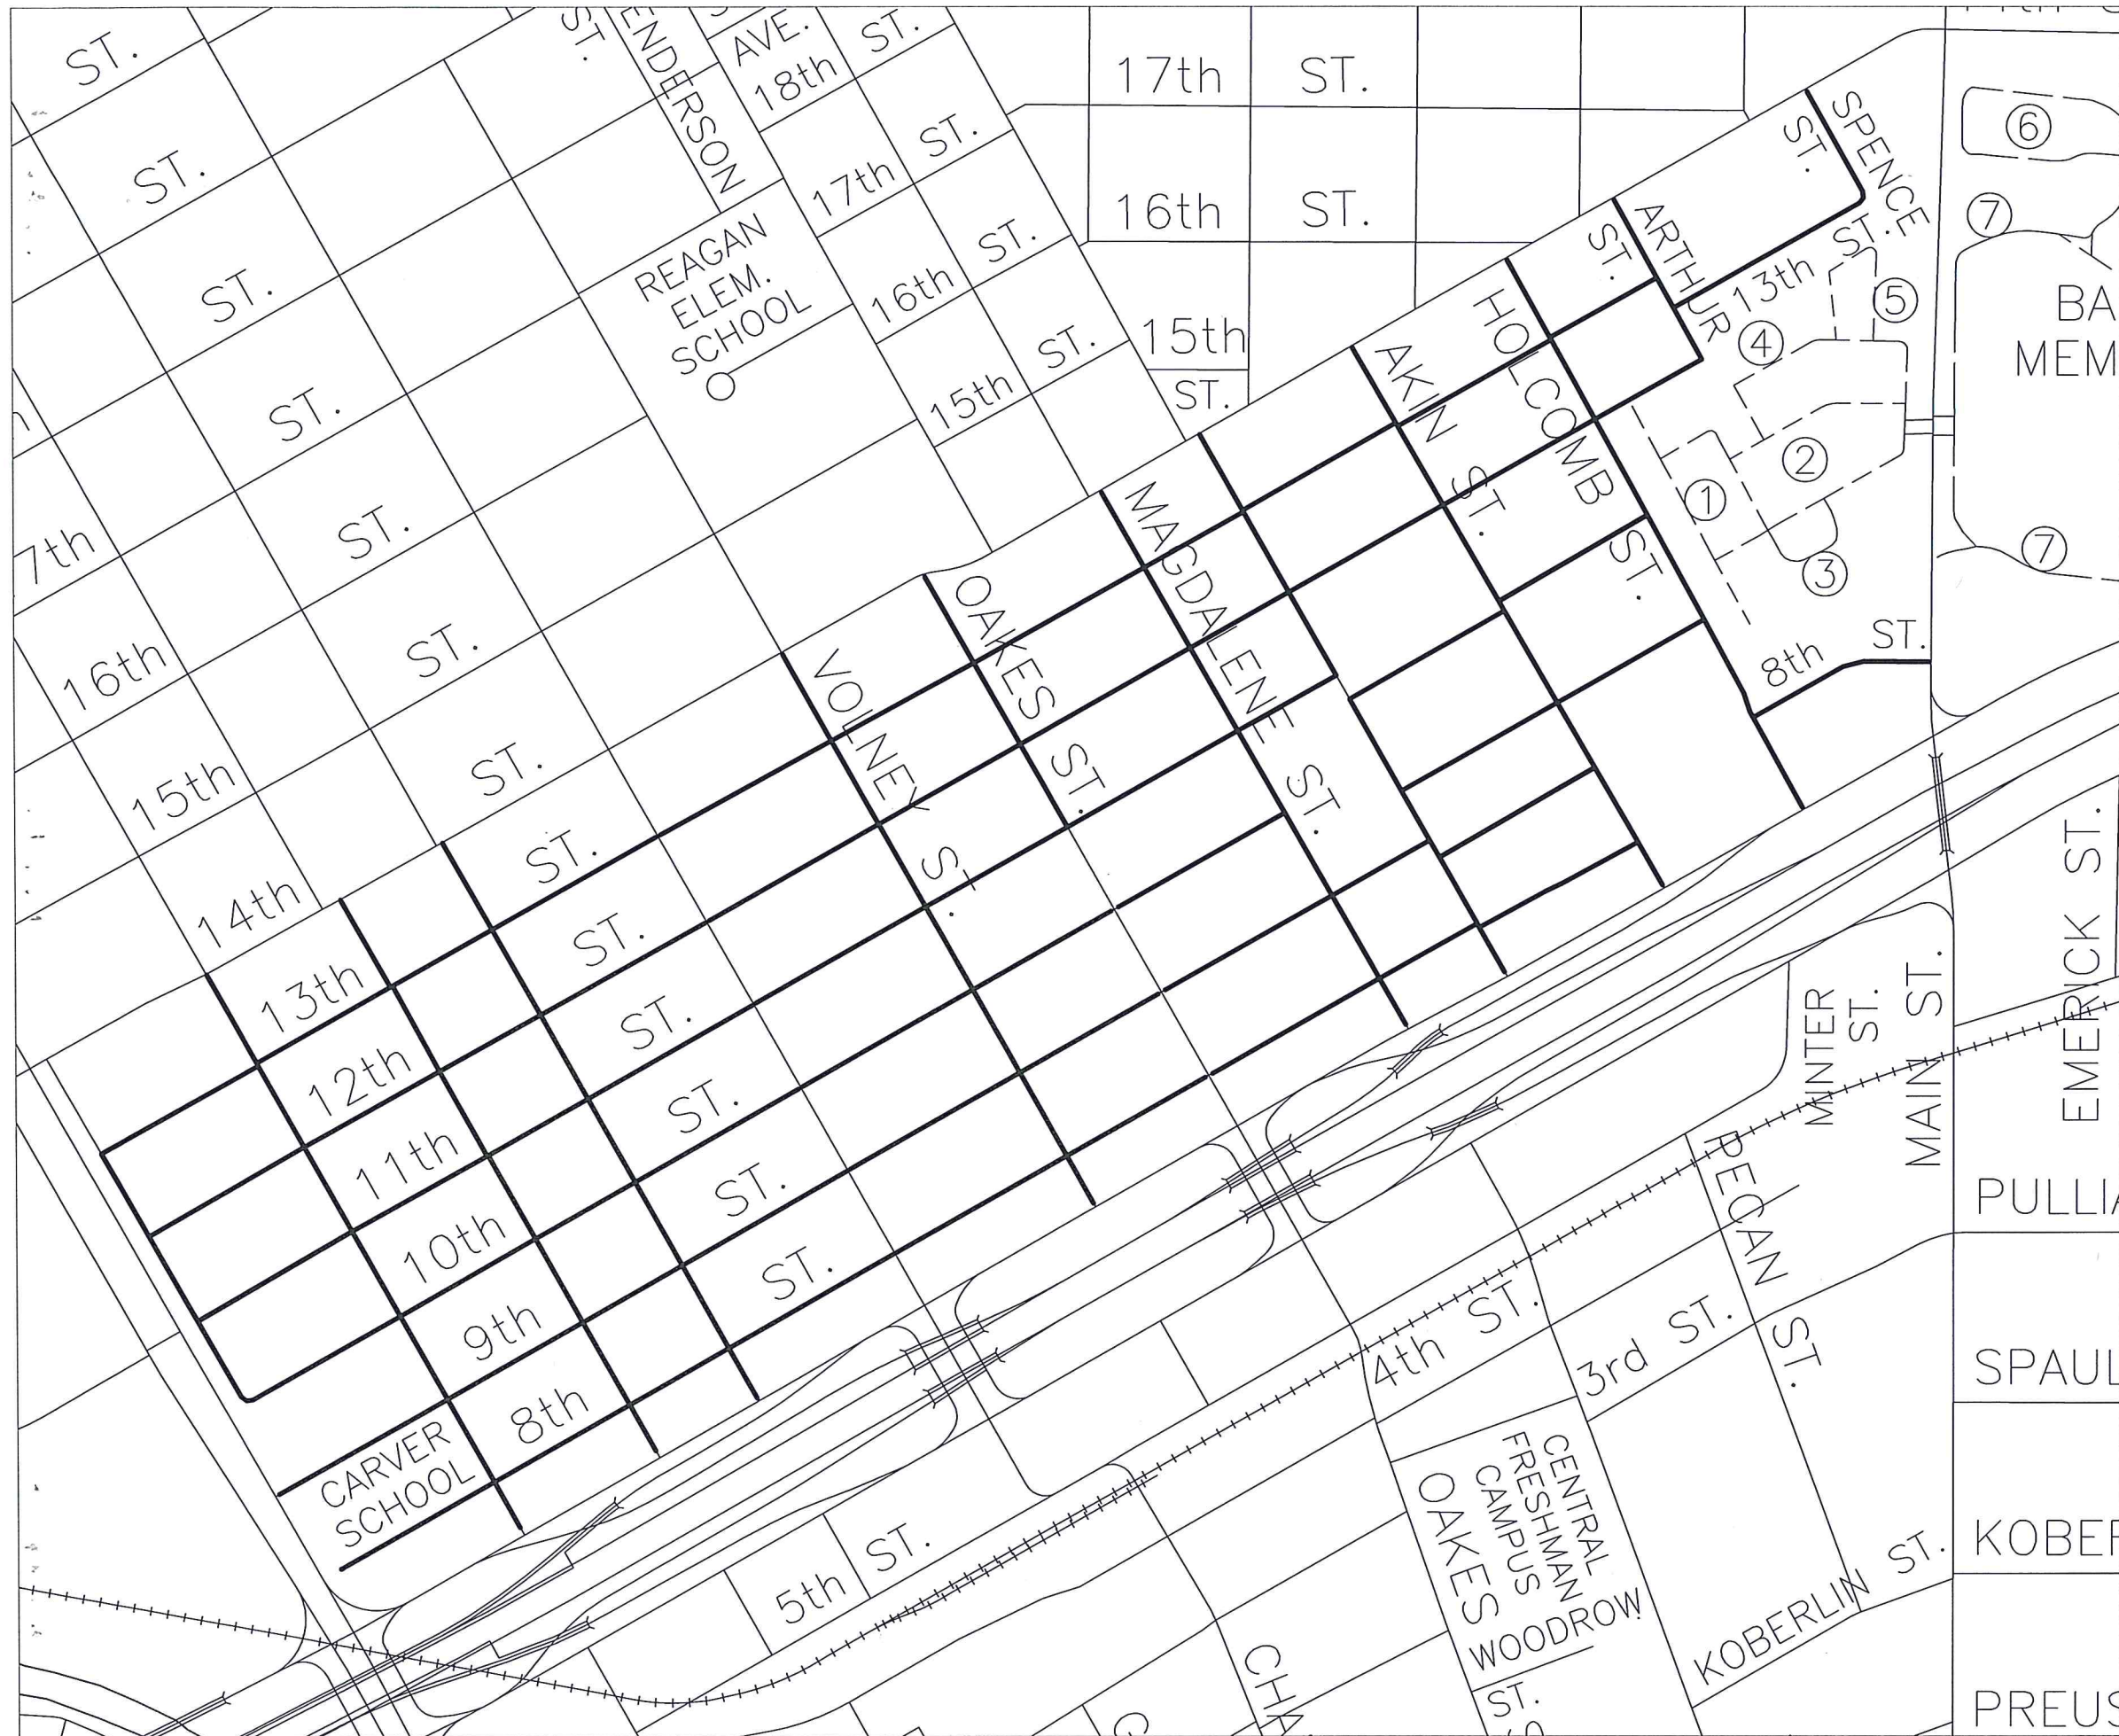 ST.
ST.
ENDERSON
AVE.
18th ST.
17th ST.
17th ST.
16th ST.
16th ST.
15th ST.
15th
ST.
ST.
REAGAN
ELEM.
SCHOOL
ST.
ST.
ST.
ST.
7th ST.
16th ST.
15th ST.
14th ST.
13th ST.
12th ST.
11th ST.
10th ST.
9th ST.
8th ST.
CARVER
SCHOOL
VOLNEY ST.
OAKES ST.
MAGDALENE ST.
AKIN ST.
HOLCOMB ST.
ARTHUR
ST.
SPENCE
ST.
13th ST.
8th ST.
1
2
3
4
5
6
7
7
BA
MEM
EMERICK ST.
MINTER
ST.
MAIN ST.
PECAN ST.
4th ST.
3rd ST.
5th ST.
CENTRAL
FRESHMAN
CAMPUS
OAKES
WOODROW
ST.
KOBERLIN ST.
CHA
PULLIA
SPAUL
KOBER
PREUS